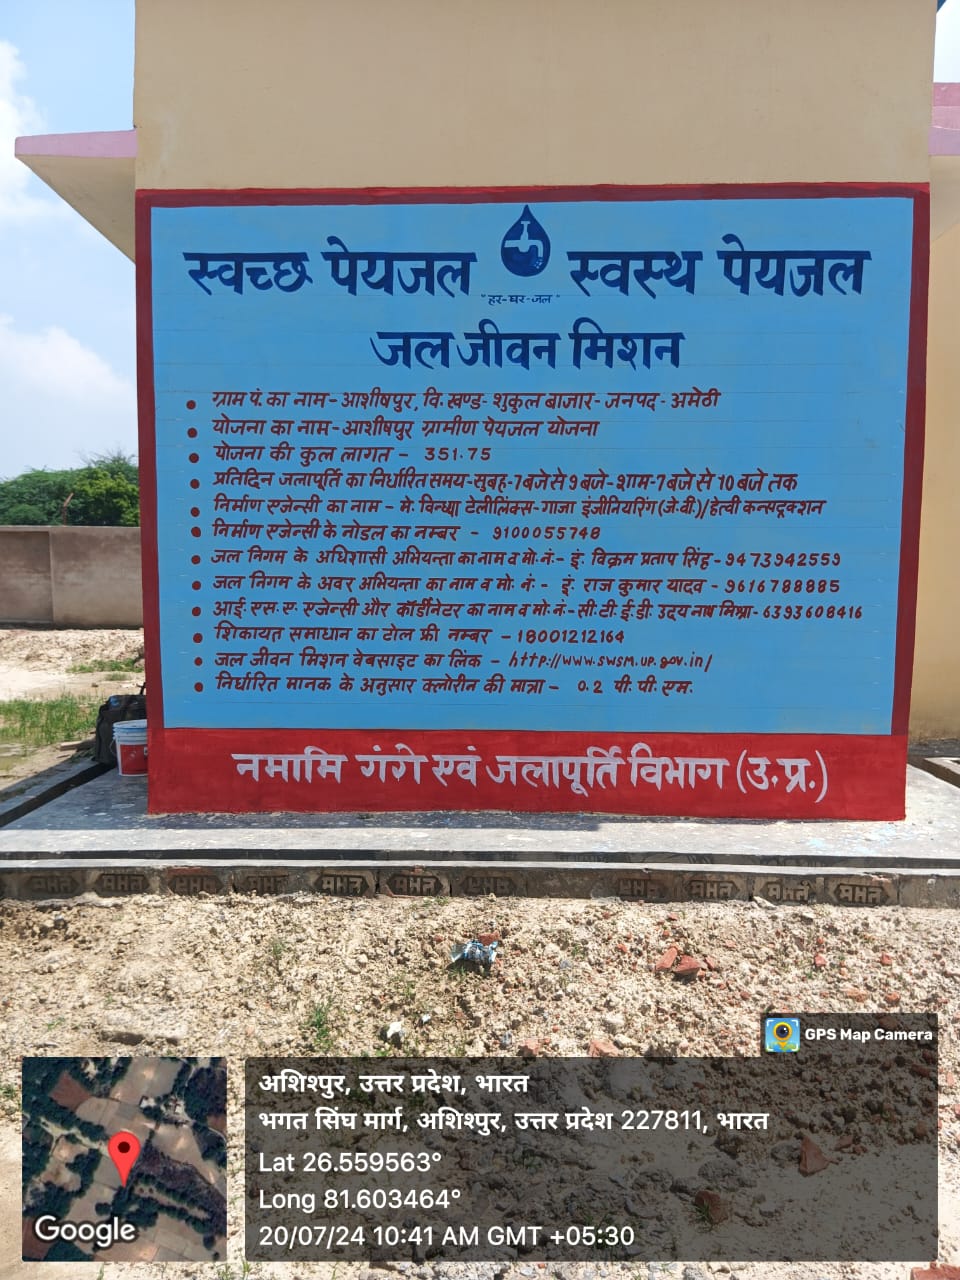 स्वच्छ पेयजल स्वस्थ पेयजल
"हर-घर-जल"
जल जीवन मिशन
• ग्राम पं. का नाम - आशीषपुर, वि. खण्ड - शुकुल बाजार - जनपद - अमेठी
• योजना का नाम - आशीषपुर ग्रामीण पेयजल योजना
• योजना की कुल लागत - 351.75
• प्रतिदिन जलापूर्ति का निर्धारित समय - सुबह - 7 बजे से 9 बजे - शाम - 7 बजे से 10 बजे तक
• निर्माण एजेन्सी का नाम - मे. विन्ध्या टेलीलिंक्स - गाजा इंजीनियरिंग (जे.वी.) / हेत्वी कन्सट्रक्शन
• निर्माण एजेन्सी के नोडल का नम्बर - 9100055748
• जल निगम के अधिशासी अभियन्ता का नाम व मो. नं. - इं. विक्रम प्रताप सिंह - 9473942559
• जल निगम के अवर अभियन्ता का नाम व मो. नं - इं. राज कुमार यादव - 9616788885
• आई. एस. ए. एजेन्सी और कॉर्डीनेटर का नाम व मो. नं. - सी. टी. ई. डी. उदय नाथ मिश्रा - 6393608416
• शिकायत समाधान का टोल फ्री नम्बर - 18001212164
• जल जीवन मिशन वेबसाइट का लिंक - http://www.swsm.up.gov.in/
• निर्धारित मानक के अनुसार क्लोरीन की मात्रा - 0.2 पी. पी. एम.
नमामि गंगे एवं जलापूर्ति विभाग (उ. प्र.)
GPS Map Camera
अशिश्पुर, उत्तर प्रदेश, भारत
भगत सिंघ मार्ग, अशिश्पुर, उत्तर प्रदेश 227811, भारत
Lat 26.559563°
Long 81.603464°
20/07/24 10:41 AM GMT +05:30
Google